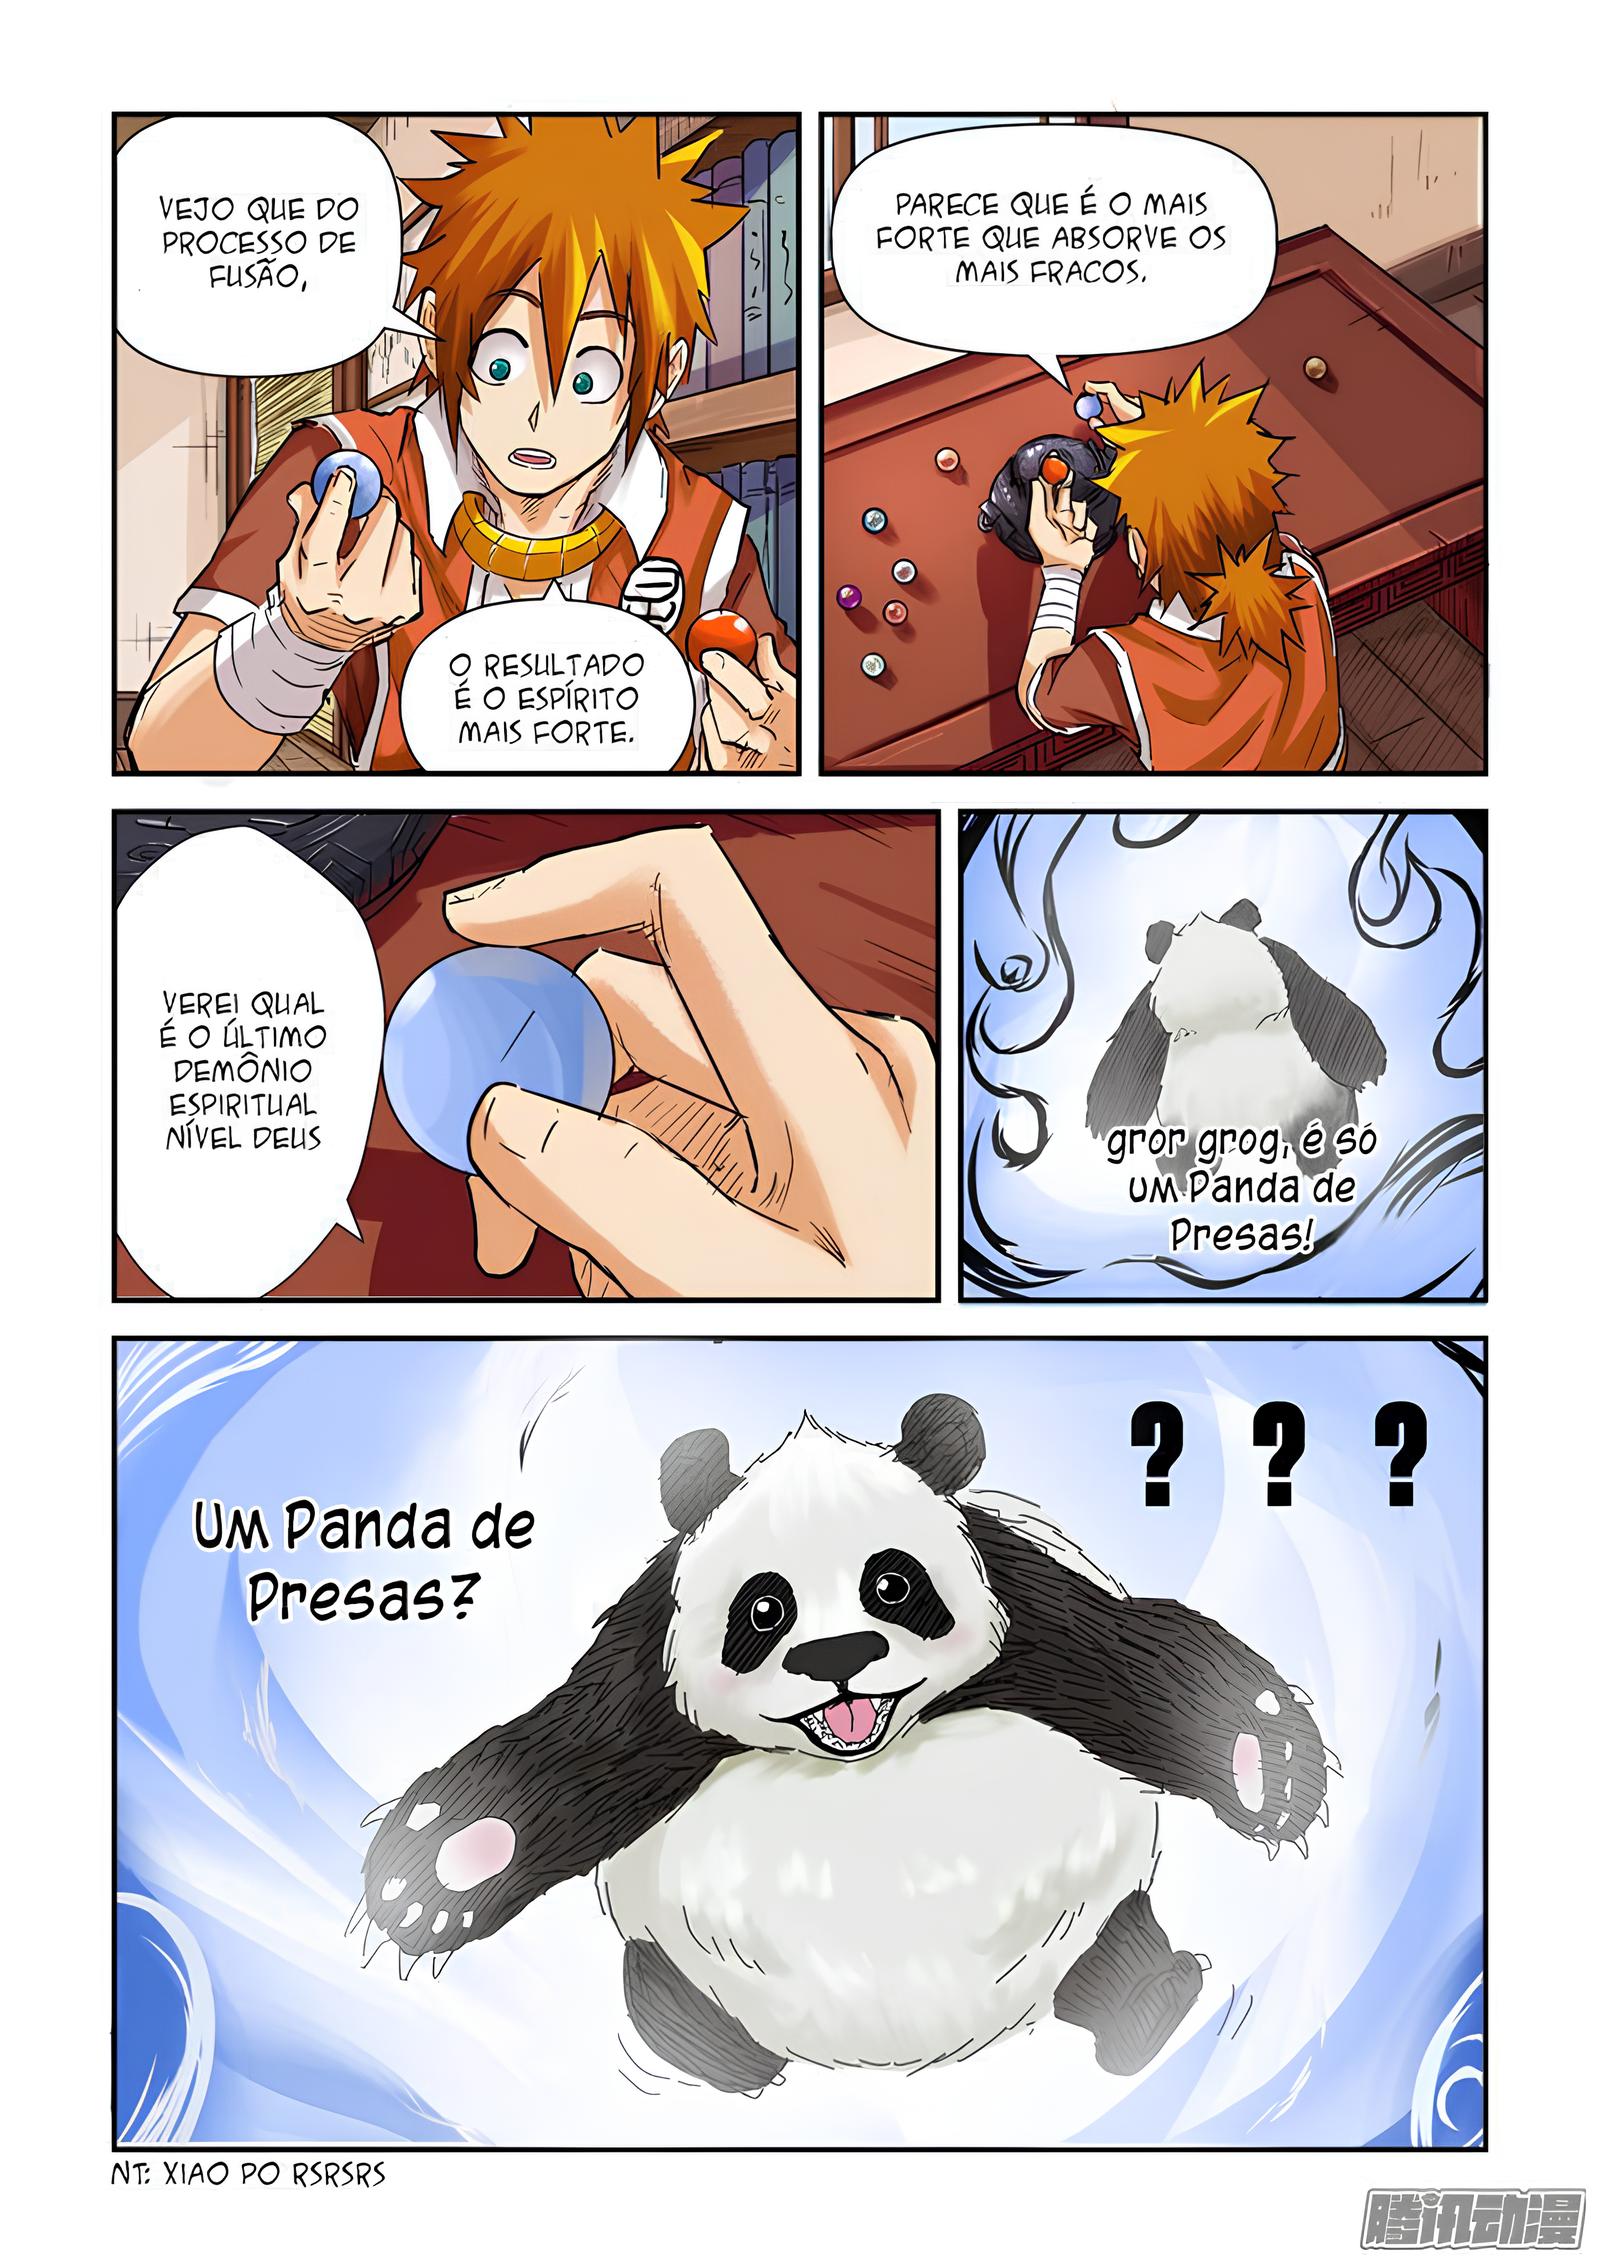 VEJO QUE DO
PROCESSO DE
FUSÃO,
O RESULTADO
É O ESPÍRITO
MAIS FORTE.
PARECE QUE É O MAIS
FORTE QUE ABSORVE OS
MAIS FRACOS.
VEREI QUAL
É O ÚLTIMO
DEMÔNIO
ESPIRITUAL
NÍVEL DEUS
gror grog, é só
um Panda de
Presas!
Um Panda de
Presas?
? ? ?
NT: XIAO PO RSRSRS
腾讯动漫